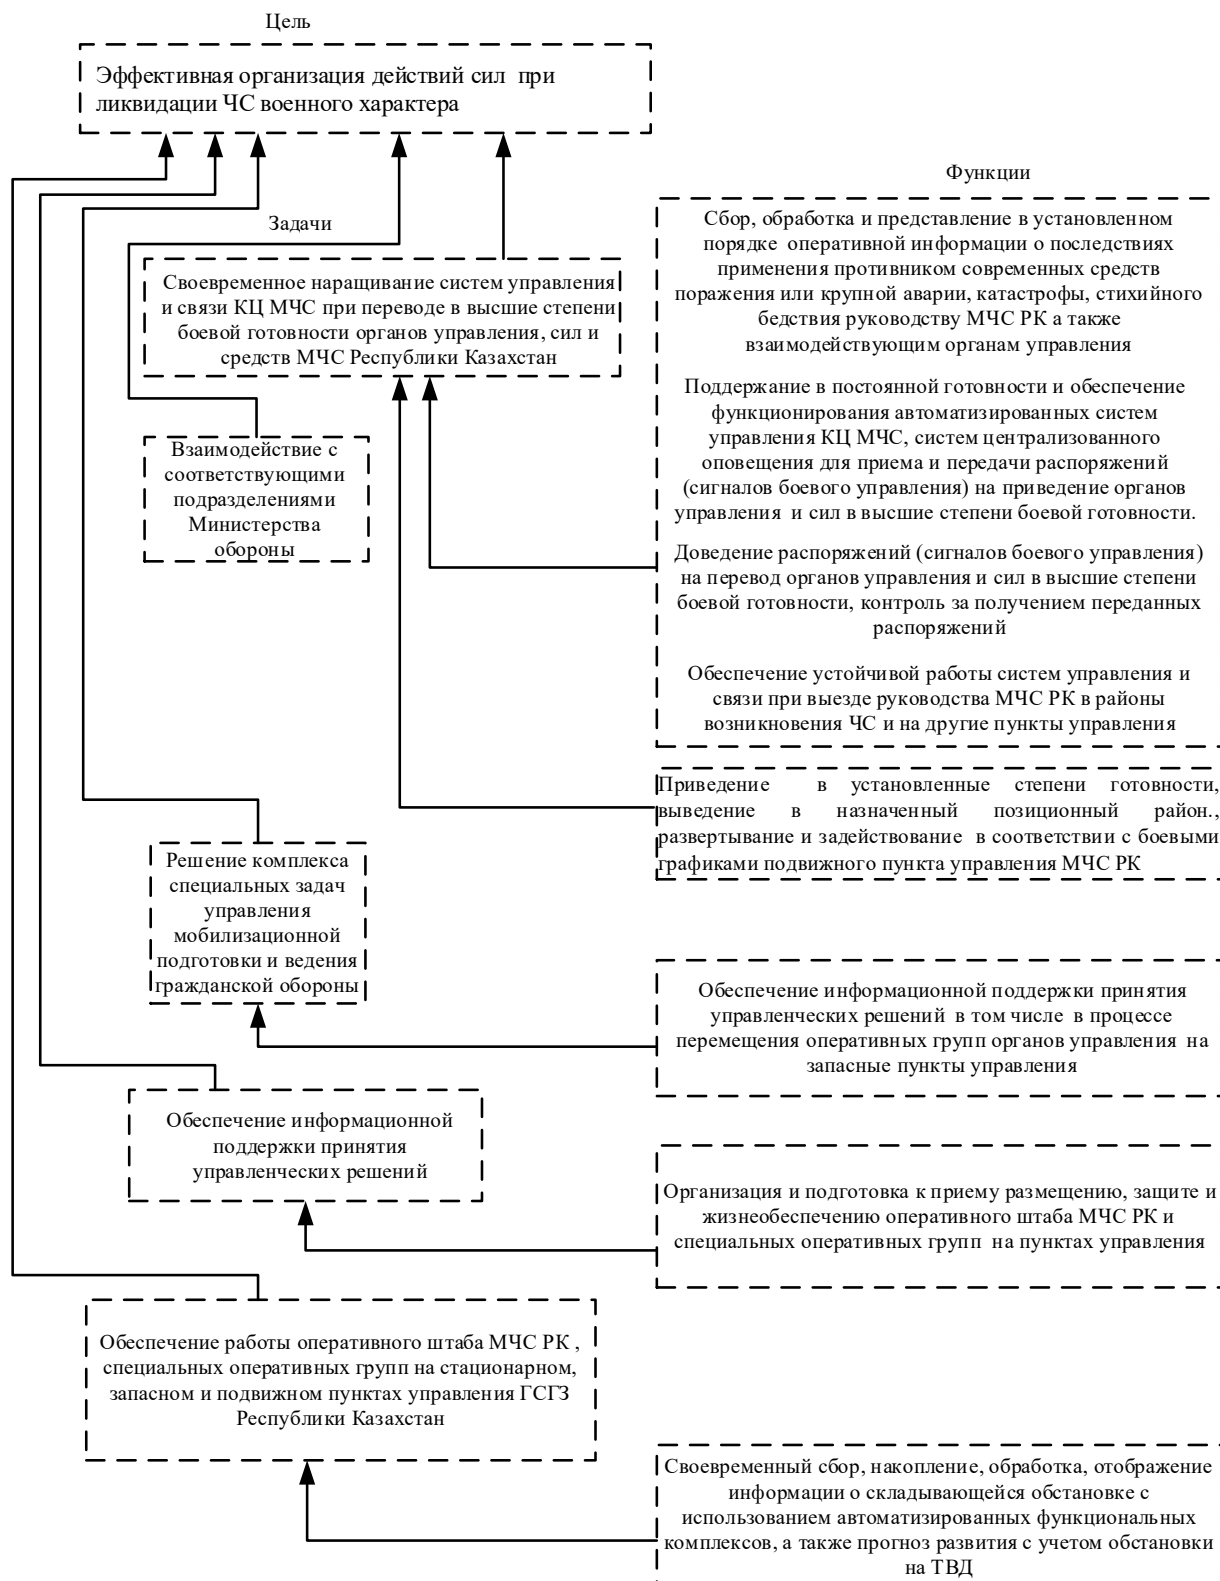 Цель
Эффективная организация действий сил при
ликвидации ЧС военного характера
Задачи
Своевременное наращивание систем управления
и связи КЦ МЧС при переводе в высшие степени
боевой готовности органов управления, сил и
средств МЧС Республики Казахстан
Взаимодействие с
соответствующими
подразделениями
Министерства
обороны
Решение комплекса
специальных задач
управления
мобилизационной
подготовки и ведения
гражданской обороны
Обеспечение информационной
поддержки принятия
управленческих решений
Обеспечение работы оперативного штаба МЧС РК ,
специальных оперативных групп на стационарном,
запасном и подвижном пунктах управления ГСГЗ
Республики Казахстан
Функции
Сбор, обработка и представление в установленном
порядке оперативной информации о последствиях
применения противником современных средств
поражения или крупной аварии, катастрофы, стихийного
бедствия руководству МЧС РК а также
взаимодействующим органам управления
Поддержание в постоянной готовности и обеспечение
функционирования автоматизированных систем
управления КЦ МЧС, систем централизованного
оповещения для приема и передачи распоряжений
(сигналов боевого управления) на приведение органов
управления и сил в высшие степени боевой готовности.
Доведение распоряжений (сигналов боевого управления)
на перевод органов управления и сил в высшие степени
боевой готовности, контроль за получением переданных
распоряжений
Обеспечение устойчивой работы систем управления и
связи при выезде руководства МЧС РК в районы
возникновения ЧС и на другие пункты управления
Приведение в установленные степени готовности,
выведение в назначенный позиционный район.,
развертывание и задействование в соответствии с боевыми
графиками подвижного пункта управления МЧС РК
Обеспечение информационной поддержки принятия
управленческих решений в том числе в процессе
перемещения оперативных групп органов управления на
запасные пункты управления
Организация и подготовка к приему размещению, защите и
жизнеобеспечению оперативного штаба МЧС РК и
специальных оперативных групп на пунктах управления
Своевременный сбор, накопление, обработка, отображение
информации о складывающейся обстановке с
использованием автоматизированных функциональных
комплексов, а также прогноз развития с учетом обстановки
на ТВД